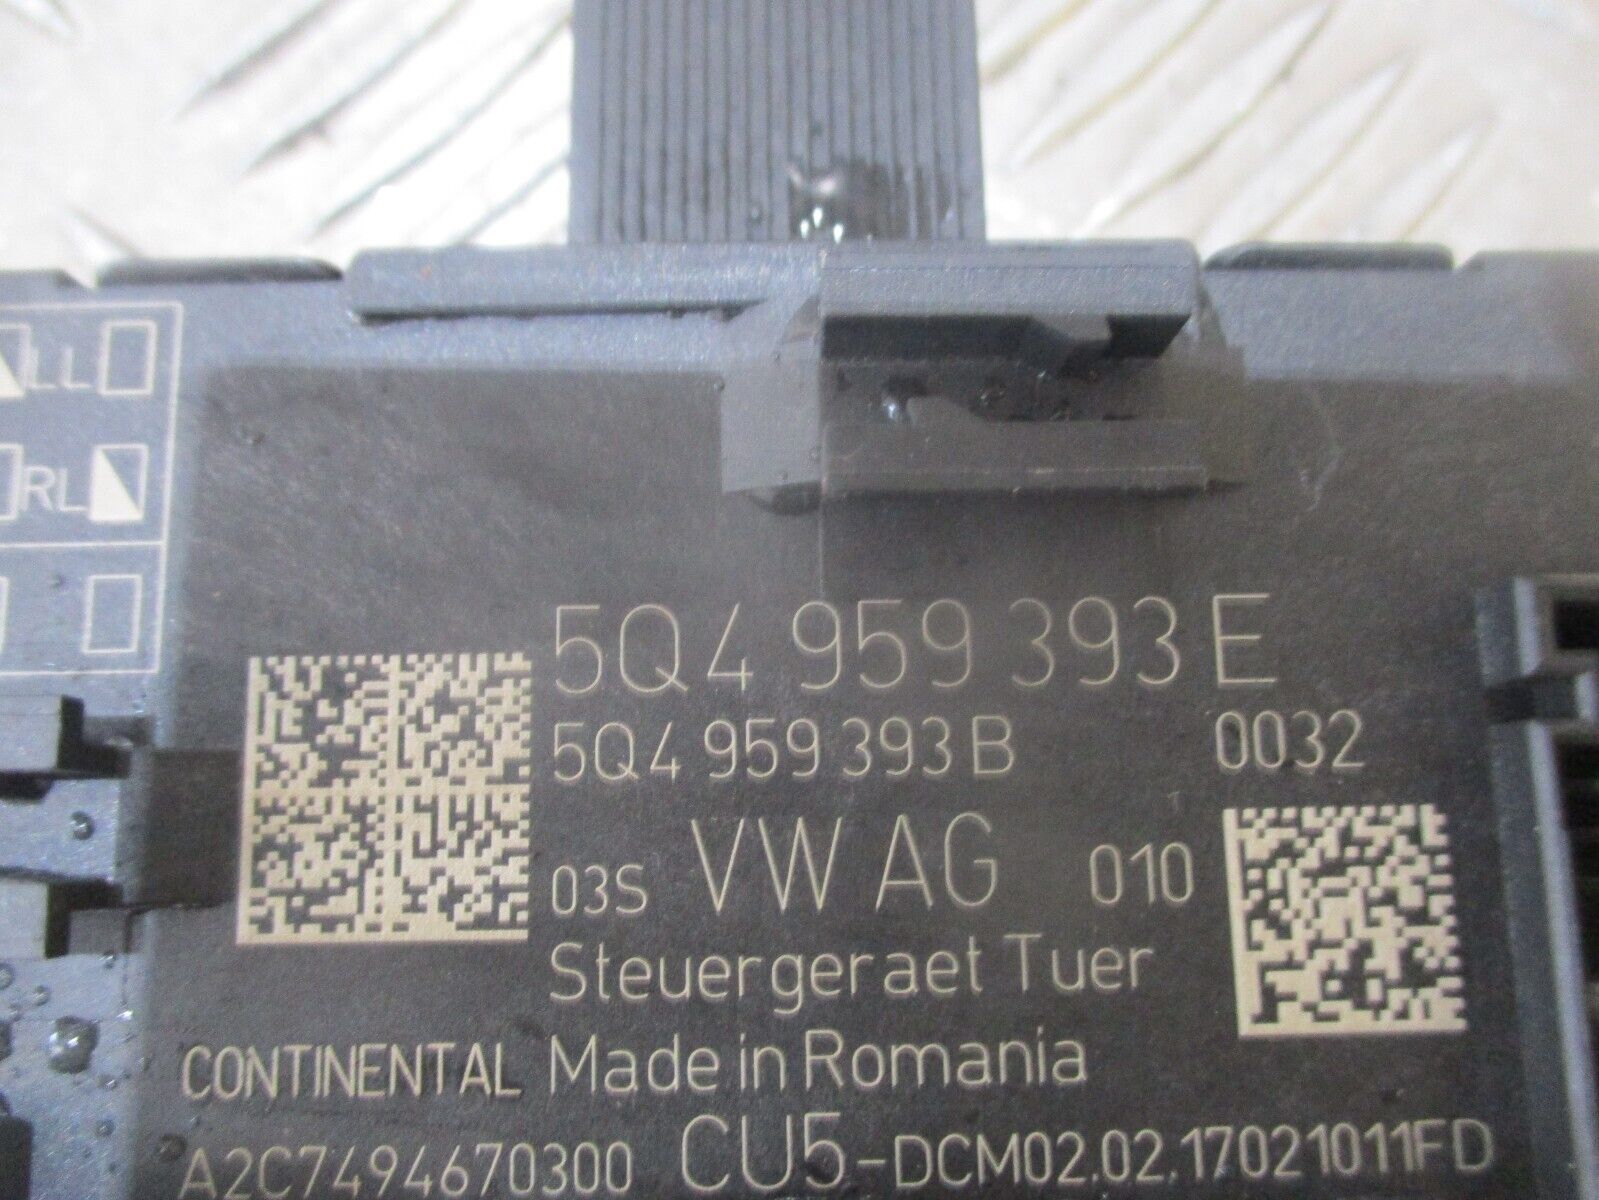 LL
RL
5Q4 959 393 E
5Q4 959 393 B 0032
03S VW AG 010
Steuergeraet Tuer
CONTINENTAL Made in Romania
A2C7494670300 CU5-DCM02.02.17021011FD